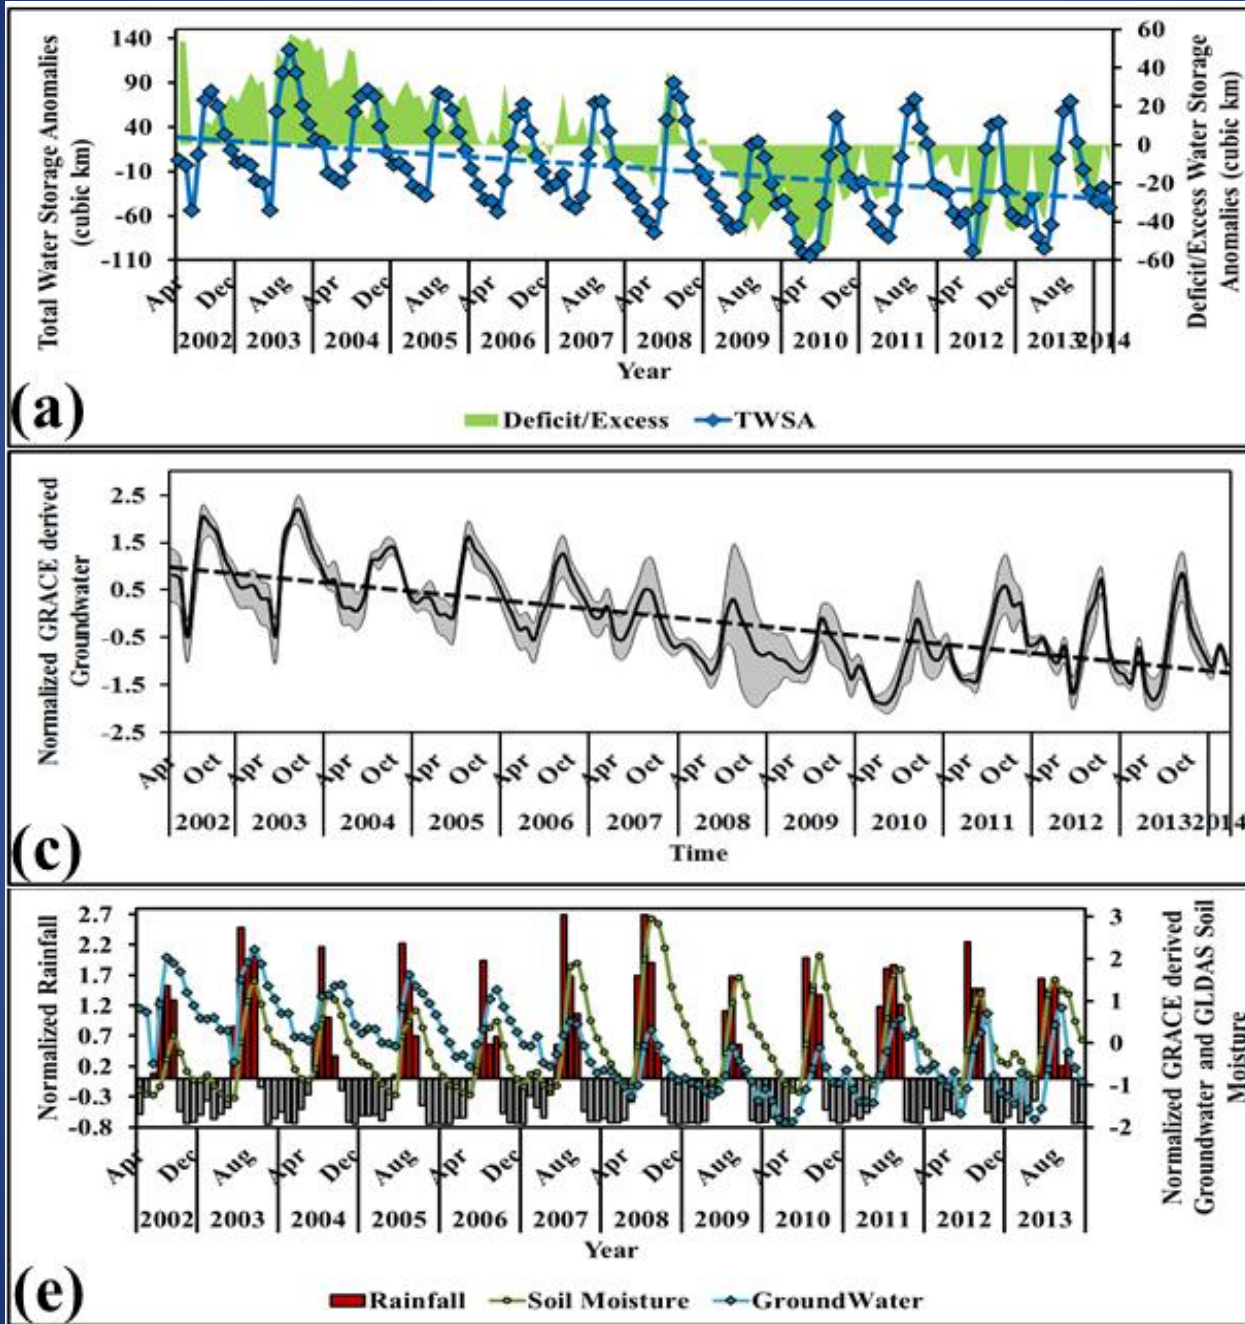 Total Water Storage Anomalies
(cubic km)
140
90
40
-10
-60
-110
60
40
20
0
-20
-40
-60
Deficit/Excess Water Storage
Anomalies (cubic km)
Apr Dec Aug Apr Dec Aug Apr Dec Aug Apr Dec Aug Apr Dec Aug Apr Dec Aug
2002 2003 2004 2005 2006 2007 2008 2009 2010 2011 2012 2013 2014
Year
(a)
Deficit/Excess TWSA
Normalized GRACE derived
Groundwater
2.5
1.5
0.5
-0.5
-1.5
-2.5
Apr Oct Apr Oct Apr Oct Apr Oct Apr Oct Apr Oct Apr Oct Apr Oct Apr Oct Apr Oct Apr Oct Apr Oct
2002 2003 2004 2005 2006 2007 2008 2009 2010 2011 2012 2013 2014
Time
(c)
Normalized Rainfall
2.7
2.2
1.7
1.2
0.7
0.2
-0.3
-0.8
3
2
1
0
-1
-2
Normalized GRACE derived
Groundwater and GLDAS Soil
Moisture
Apr Dec Aug Apr Dec Aug Apr Dec Aug Apr Dec Aug Apr Dec Aug Apr Dec Aug
2002 2003 2004 2005 2006 2007 2008 2009 2010 2011 2012 2013
Year
(e)
Rainfall Soil Moisture GroundWater